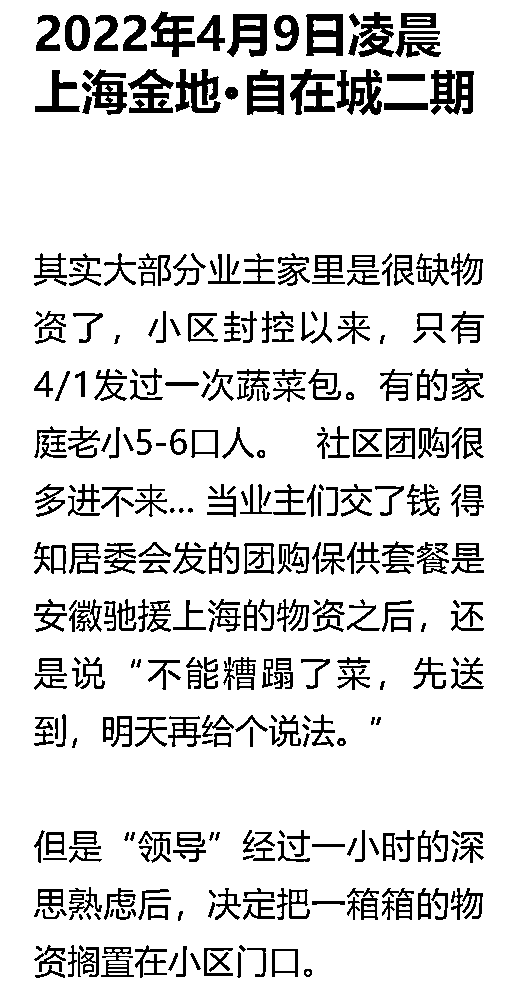 2022年4月9日凌晨
上海金地·自在城二期
其实大部分业主家里是很缺物
资了，小区封控以来，只有
4/1发过一次蔬菜包。有的家
庭老小5-6口人。 社区团购很
多进不来... 当业主们交了钱 得
知居委会发的团购保供套餐是
安徽驰援上海的物资之后，还
是说“不能糟蹋了菜，先送
到，明天再给个说法。”
但是“领导”经过一小时的深
思熟虑后，决定把一箱箱的物
资搁置在小区门口。